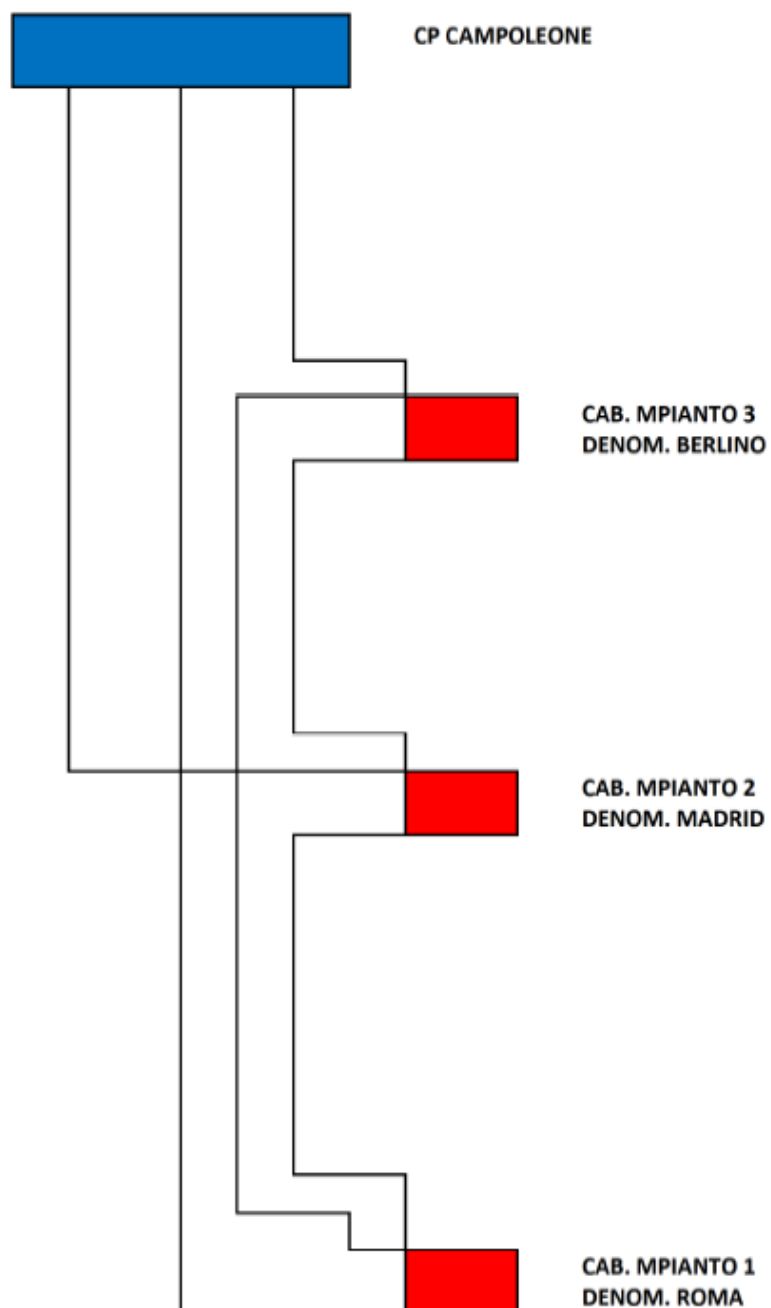 CP CAMPOLEONE
CAB. MPIANTO 3
DENOM. BERLINO
CAB. MPIANTO 2
DENOM. MADRID
CAB. MPIANTO 1
DENOM. ROMA